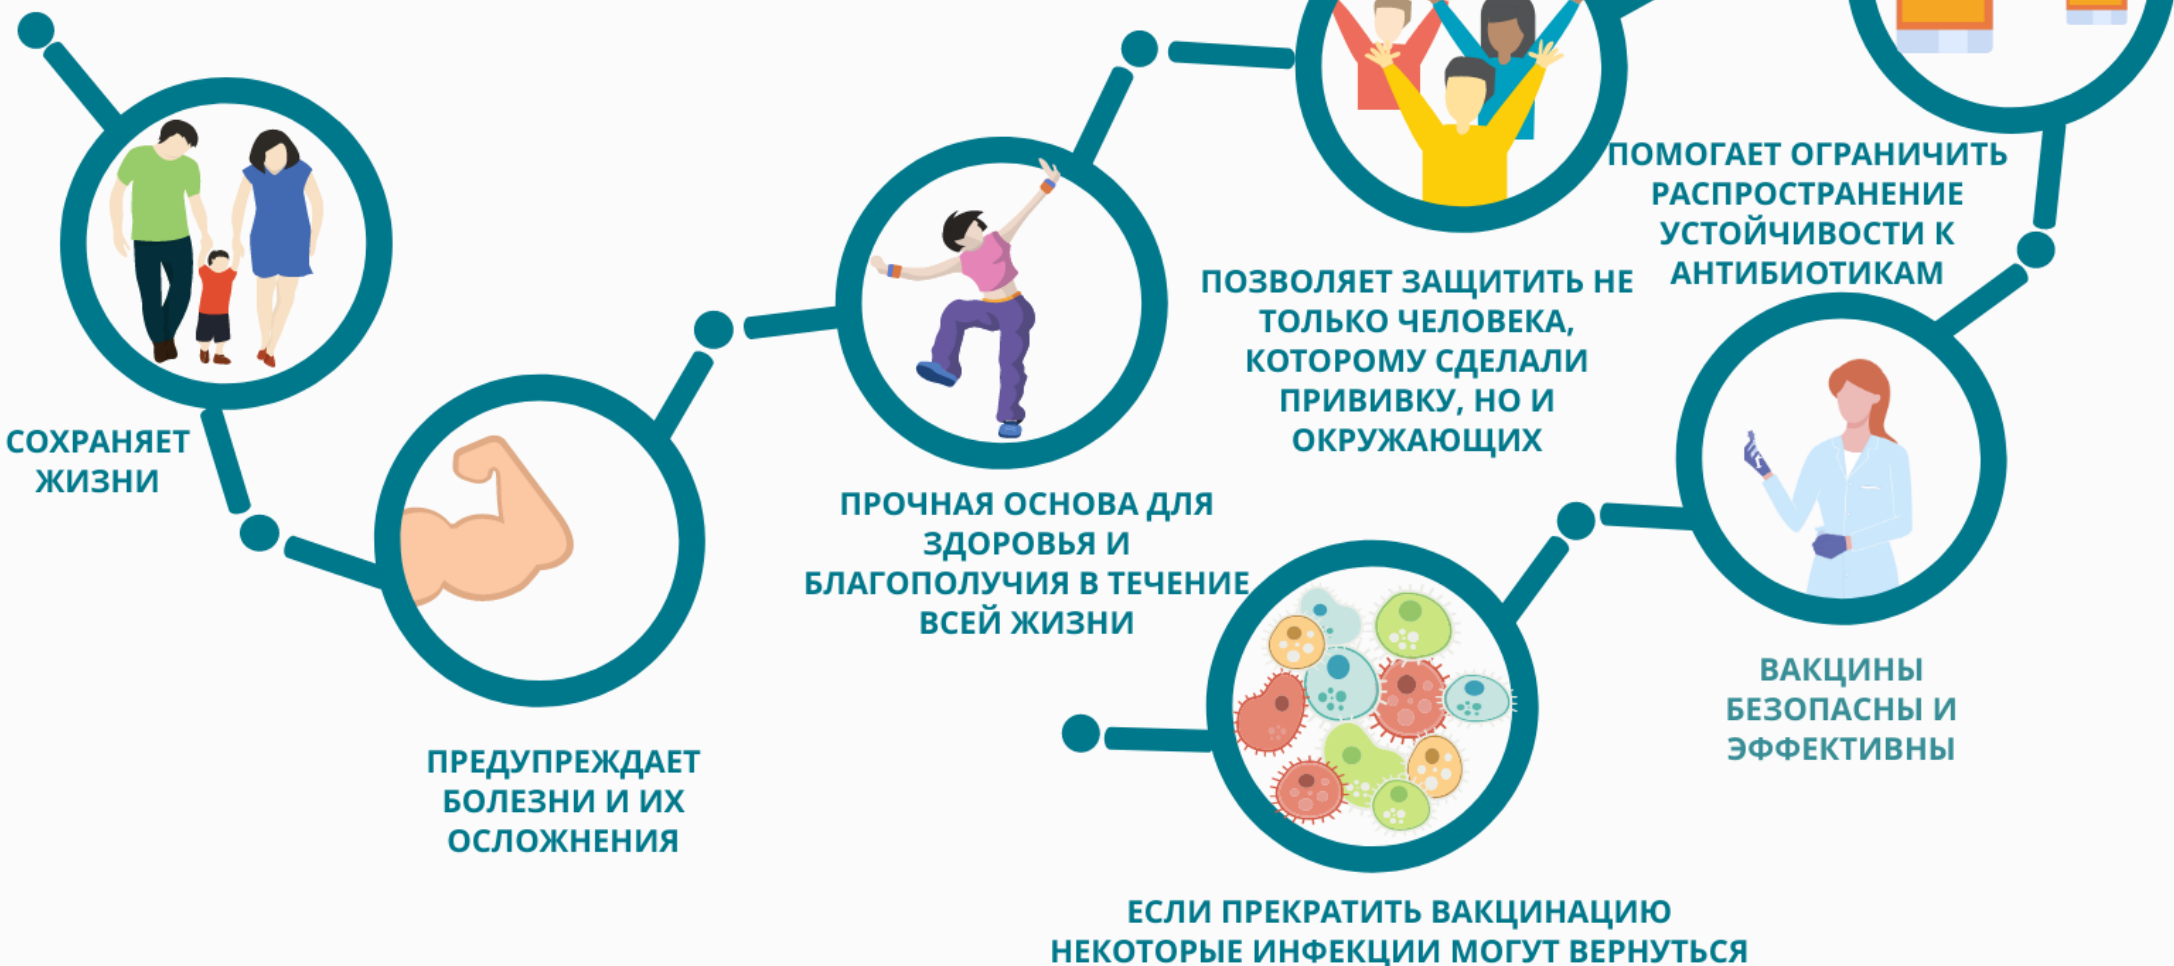 СОХРАНЯЕТ
ЖИЗНИ
ПРЕДУПРЕЖДАЕТ
БОЛЕЗНИ И ИХ
ОСЛОЖНЕНИЯ
ПРОЧНАЯ ОСНОВА ДЛЯ
ЗДОРОВЬЯ И
БЛАГОПОЛУЧИЯ В ТЕЧЕНИЕ
ВСЕЙ ЖИЗНИ
ПОЗВОЛЯЕТ ЗАЩИТИТЬ НЕ
ТОЛЬКО ЧЕЛОВЕКА,
КОТОРОМУ СДЕЛАЛИ
ПРИВИВКУ, НО И
ОКРУЖАЮЩИХ
ПОМОГАЕТ ОГРАНИЧИТЬ
РАСПРОСТРАНЕНИЕ
УСТОЙЧИВОСТИ К
АНТИБИОТИКАМ
ВАКЦИНЫ
БЕЗОПАСНЫ И
ЭФФЕКТИВНЫ
ЕСЛИ ПРЕКРАТИТЬ ВАКЦИНАЦИЮ
НЕКОТОРЫЕ ИНФЕКЦИИ МОГУТ ВЕРНУТЬСЯ